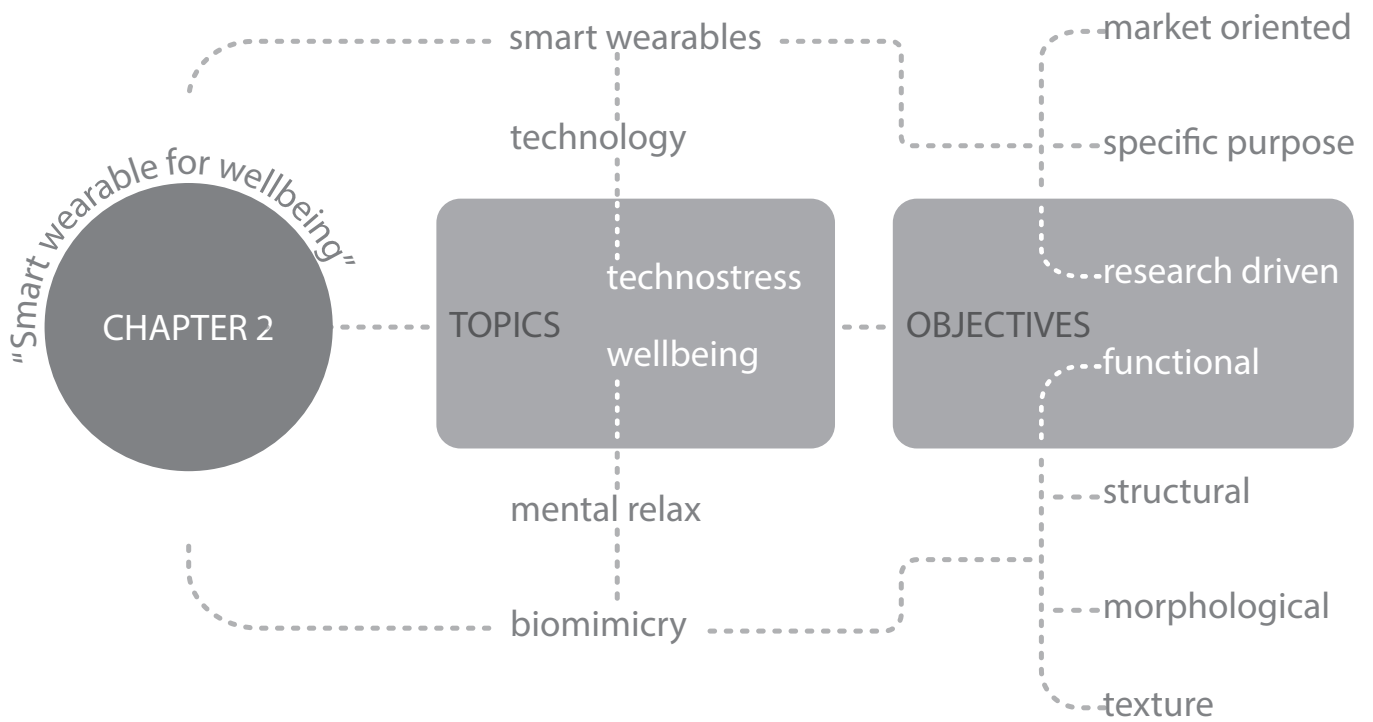 “Smart wearable for wellbeing”
CHAPTER 2
smart wearables
technology
TOPICS
technostress
wellbeing
mental relax
biomimicry
market oriented
specific purpose
OBJECTIVES
research driven
functional
structural
morphological
texture